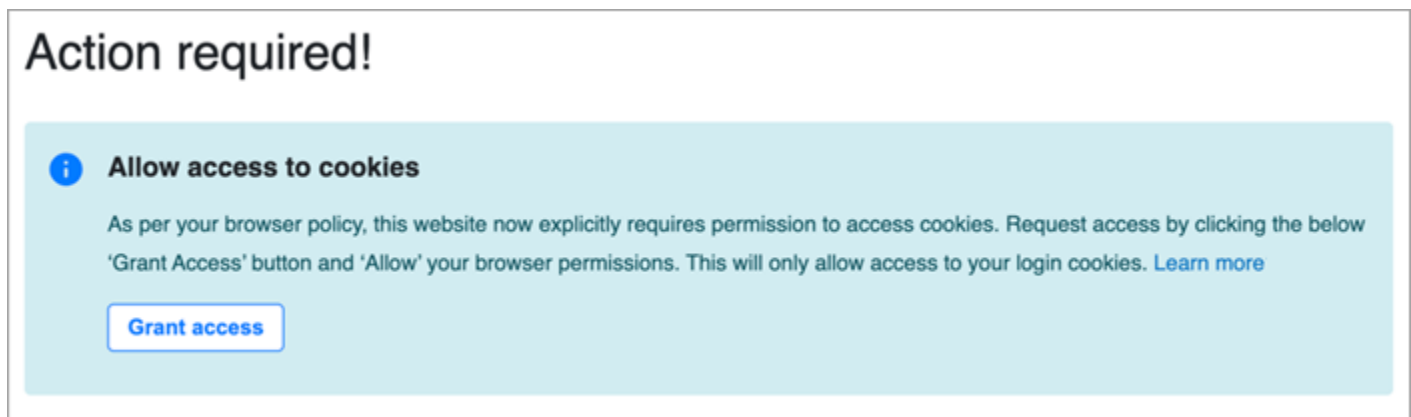 Action required!
Allow access to cookies
As per your browser policy, this website now explicitly requires permission to access cookies. Request access by clicking the below
‘Grant Access’ button and ‘Allow’ your browser permissions. This will only allow access to your login cookies. Learn more
Grant access